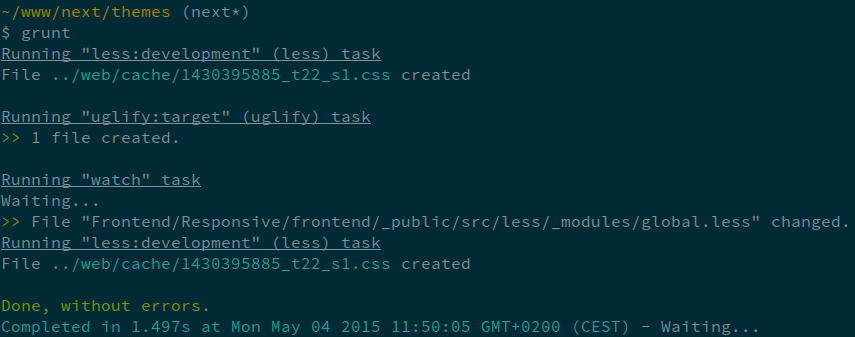 ~/www/next/themes (next*)
$ grunt
Running "less:development" (less) task
File ../web/cache/1430395885_t22_s1.css created
Running "uglify:target" (uglify) task
>> 1 file created.
Running "watch" task
Waiting...
>> File "Frontend/Responsive/frontend/_public/src/less/_modules/global.less" changed.
Running "less:development" (less) task
File ../web/cache/1430395885_t22_s1.css created
Done, without errors.
Completed in 1.497s at Mon May 04 2015 11:50:05 GMT+0200 (CEST) - Waiting...